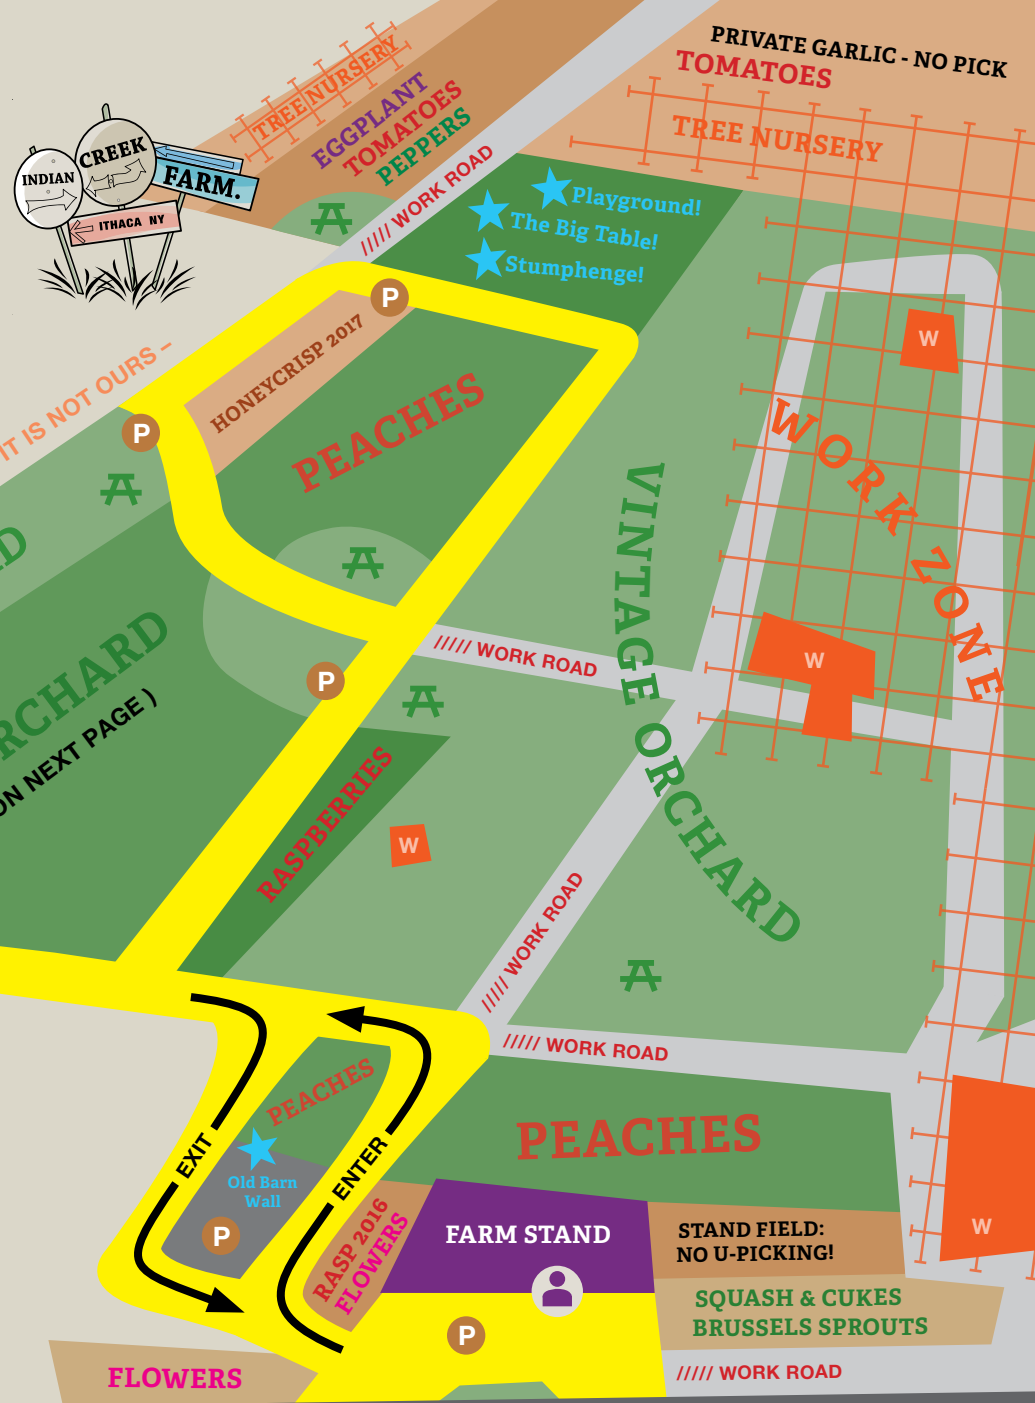 PRIVATE GARLIC - NO PICK
TOMATOES
TREE NURSERY
TREE NURSERY
EGGPLANT
TOMATOES
PEPPERS
INDIAN
CREEK
FARM.
ITHACA NY
///// WORK ROAD
Playground!
The Big Table!
Stumphenge!
P
HONEYCRISP 2017
PEACHES
IT IS NOT OURS –
P
W
WORK ZONE
VINTAGE ORCHARD
D
RCHARD
ON NEXT PAGE )
///// WORK ROAD
W
P
RASPBERRIES
W
///// WORK ROAD
///// WORK ROAD
PEACHES
EXIT
ENTER
Old Barn
Wall
P
PEACHES
RASP 2016
FLOWERS
FARM STAND
STAND FIELD:
NO U-PICKING!
W
SQUASH & CUKES
BRUSSELS SPROUTS
P
///// WORK ROAD
FLOWERS